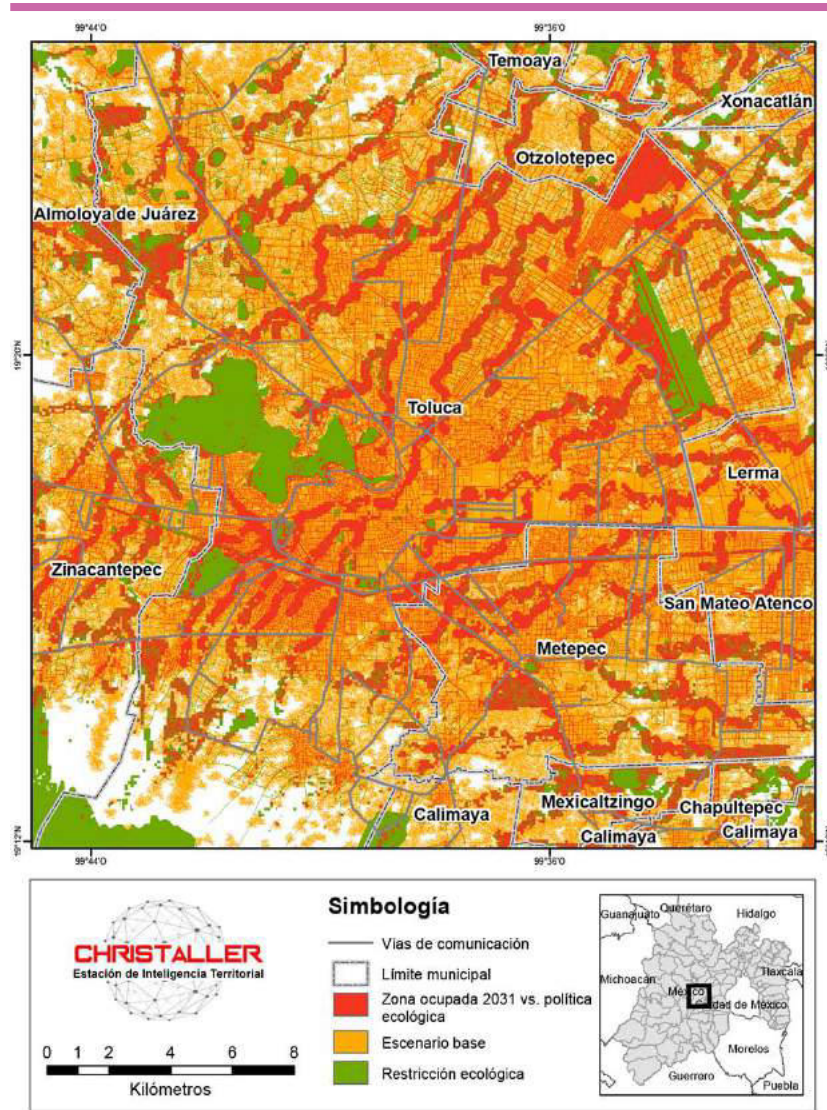 99°44'O
99°36'O
Temoaya
Xonacatlán
Otzolotepec
Almoloya de Juárez
19°20'N
Toluca
Lerma
Zinacantepec
San Mateo Atenco
Metepec
Mexicaltzingo
Chapultepec
Calimaya
Calimaya
Calimaya
19°12'N
99°44'O
99°36'O
CHRISTALLER
Estación de Inteligencia Territorial
0 1 2 4 6 8
Kilómetros
Simbología
Vías de comunicación
Límite municipal
Zona ocupada 2031 vs. política
ecológica
Escenario base
Restricción ecológica
Querétaro
Guanajuato
Hidalgo
Michoacán
Tlaxcala
México
dad de México
Morelos
Guerrero
Puebla